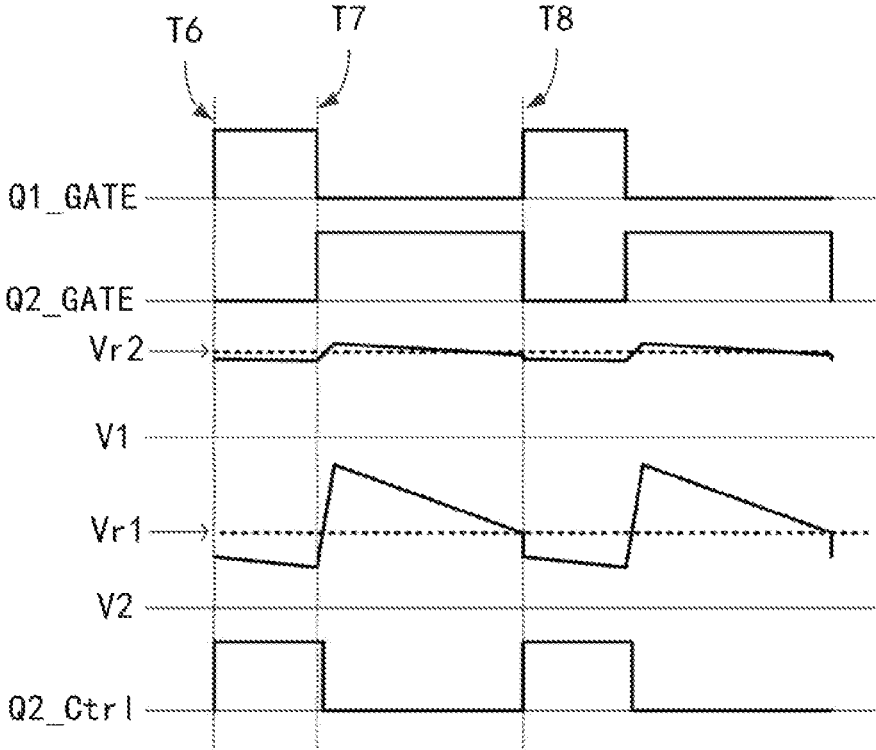 T6
T7
T8
Q1_GATE
Q2_GATE
Vr2
V1
Vr1
V2
Q2_Ctrl